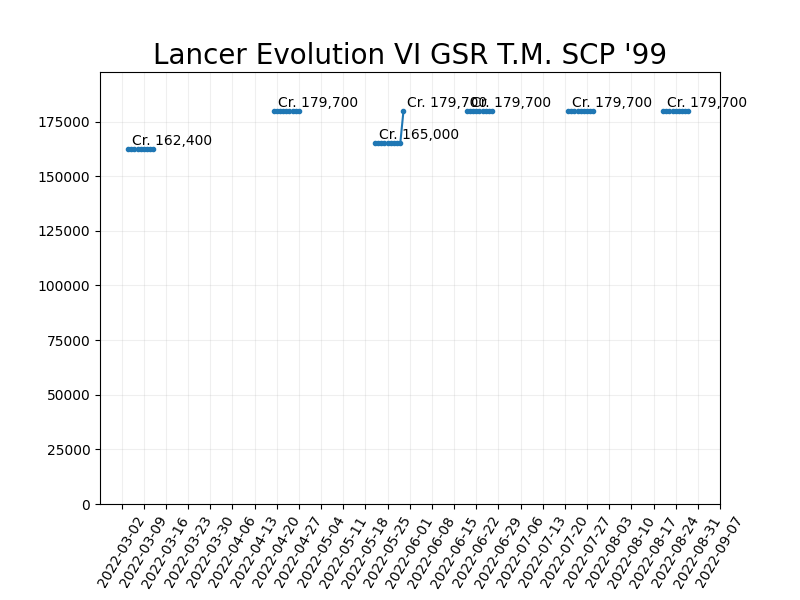 Lancer Evolution VI GSR T.M. SCP '99
Cr. 179,700 Cr. 179,700 Cr. 179,700 Cr. 179,700 Cr. 179,700
Cr. 162,400 Cr. 165,000
175000
150000
125000
100000
75000
50000
25000
0
2022-03-02 2022-03-09 2022-03-16 2022-03-23 2022-03-30 2022-04-06 2022-04-13 2022-04-20 2022-04-27 2022-05-04 2022-05-11 2022-05-18 2022-05-25 2022-06-01 2022-06-08 2022-06-15 2022-06-22 2022-06-29 2022-07-06 2022-07-13 2022-07-20 2022-07-27 2022-08-03 2022-08-10 2022-08-17 2022-08-24 2022-08-31 2022-09-07